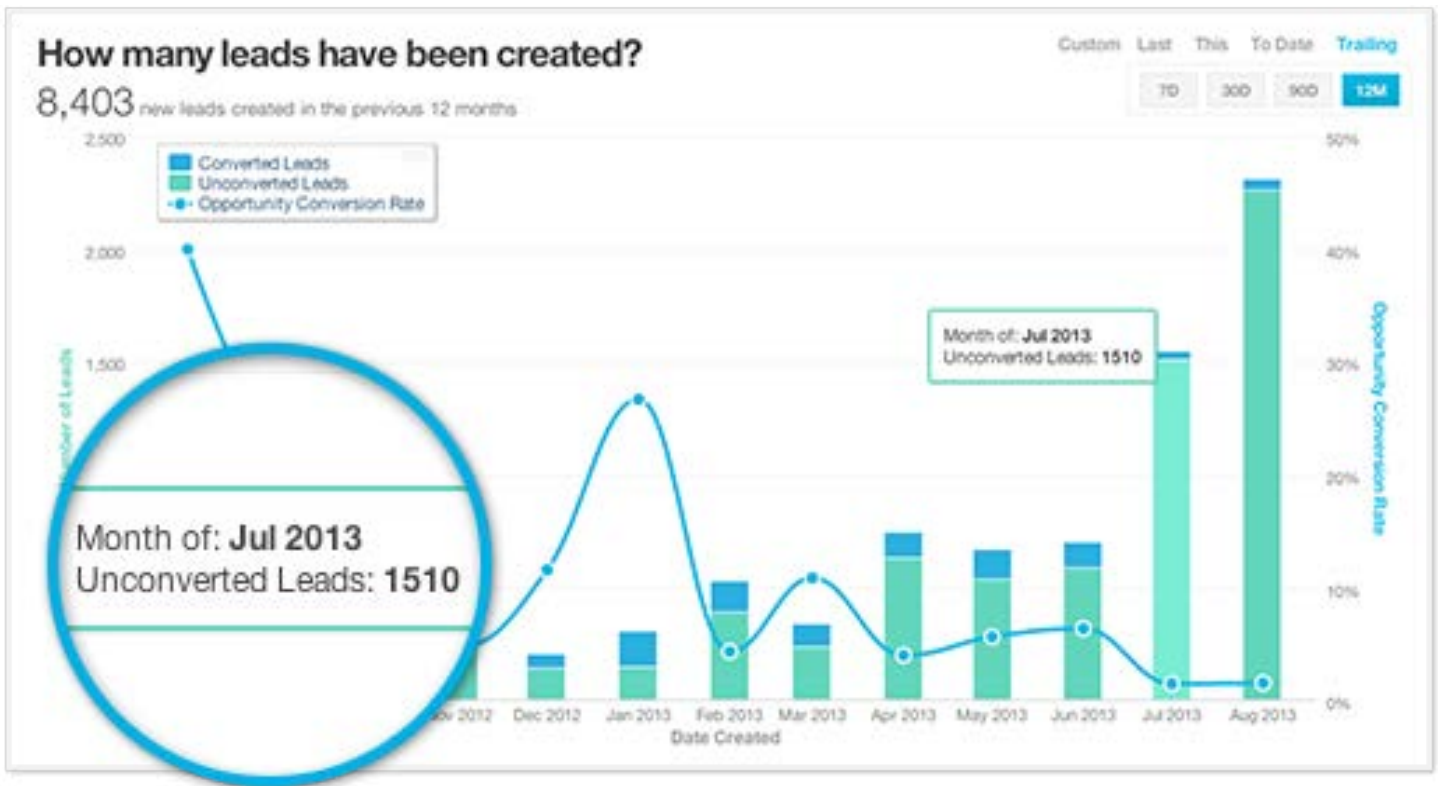 How many leads have been created?
8,403 new leads created in the previous 12 months
Custom Last This To Date Trailing
7D 30D 90D 12M
2,500
2,000
1,500
Number of Leads
Converted Leads
Unconverted Leads
Opportunity Conversion Rate
Month of: Jul 2013
Unconverted Leads: 1510
Month of: Jul 2013
Unconverted Leads: 1510
50%
40%
30%
20%
10%
0%
Opportunity Conversion Rate
2012 Dec 2012 Jan 2013 Feb 2013 Mar 2013 Apr 2013 May 2013 Jun 2013 Jul 2013 Aug 2013
Date Created